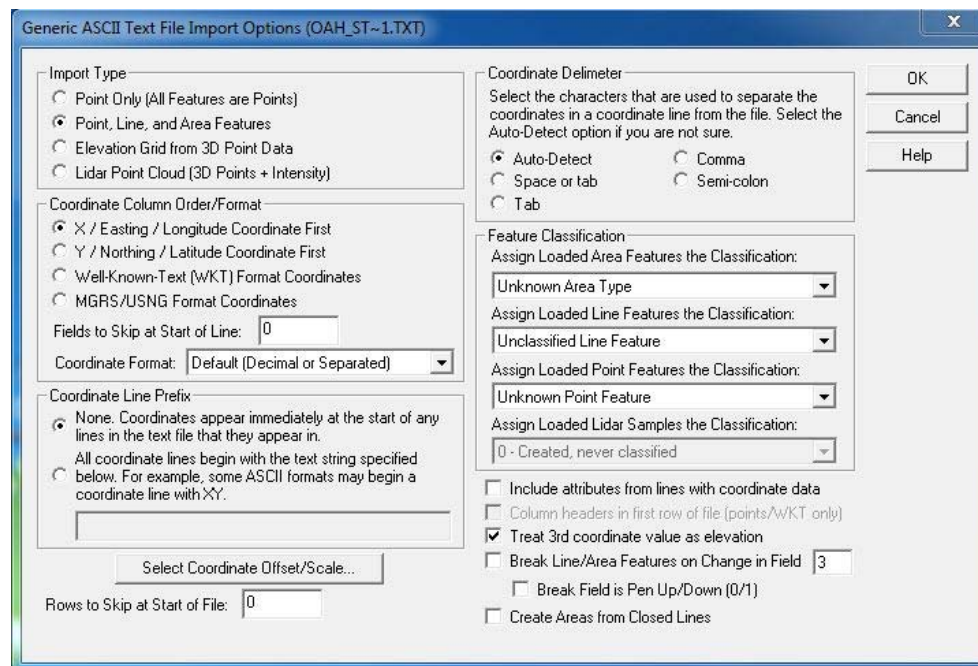 Generic ASCII Text File Import Options (OAH_ST~1.TXT)
X
Import Type
Point Only (All Features are Points)
Point, Line, and Area Features
Elevation Grid from 3D Point Data
Lidar Point Cloud (3D Points + Intensity)
Coordinate Column Order/Format
X / Easting / Longitude Coordinate First
Y / Northing / Latitude Coordinate First
Well-Known-Text (WKT) Format Coordinates
MGRS/USNG Format Coordinates
Fields to Skip at Start of Line: 0
Coordinate Format: Default (Decimal or Separated)
Coordinate Line Prefix
None. Coordinates appear immediately at the start of any
lines in the text file that they appear in.
All coordinate lines begin with the text string specified
below. For example, some ASCII formats may begin a
coordinate line with XY.
Select Coordinate Offset/Scale...
Rows to Skip at Start of File: 0
Coordinate Delimeter
Select the characters that are used to separate the
coordinates in a coordinate line from the file. Select the
Auto-Detect option if you are not sure.
Auto-Detect Comma
Space or tab Semi-colon
Tab
Feature Classification
Assign Loaded Area Features the Classification:
Unknown Area Type
Assign Loaded Line Features the Classification:
Unclassified Line Feature
Assign Loaded Point Features the Classification:
Unknown Point Feature
Assign Loaded Lidar Samples the Classification:
0 - Created, never classified
Include attributes from lines with coordinate data
Column headers in first row of file (points/WKT only)
Treat 3rd coordinate value as elevation
Break Line/Area Features on Change in Field 3
Break Field is Pen Up/Down (0/1)
Create Areas from Closed Lines
OK
Cancel
Help